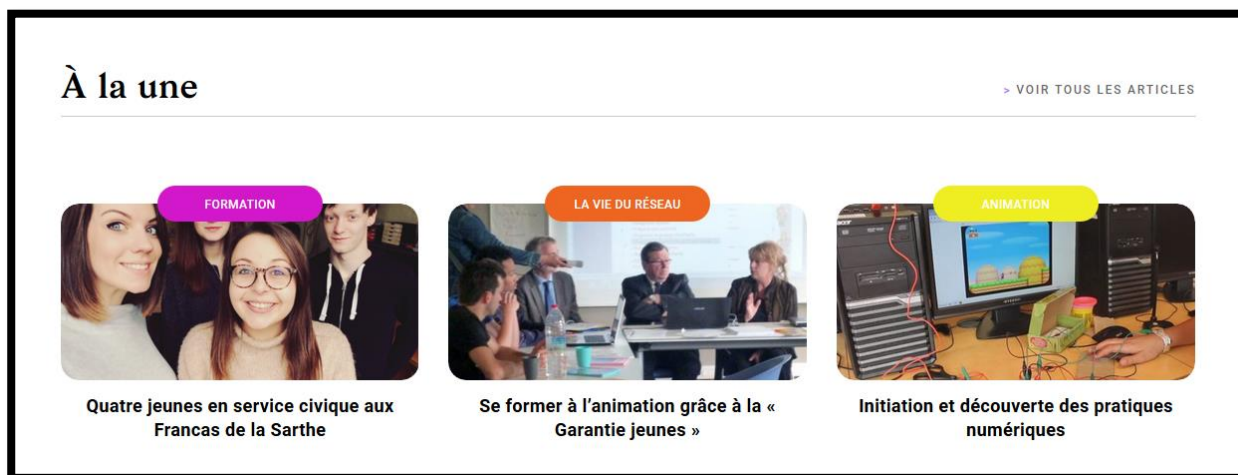 À la une
> VOIR TOUS LES ARTICLES
FORMATION
LA VIE DU RÉSEAU
ANIMATION
Quatre jeunes en service civique aux
Francas de la Sarthe
Se former à l’animation grâce à la «
Garantie jeunes »
Initiation et découverte des pratiques
numériques